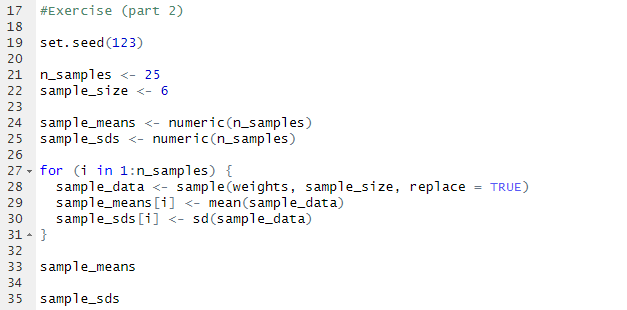 17 #Exercise (part 2)
18
19 set.seed(123)
20
21 n_samples <- 25
22 sample_size <- 6
23
24 sample_means <- numeric(n_samples)
25 sample_sds <- numeric(n_samples)
26
27 for (i in 1:n_samples) {
28   sample_data <- sample(weights, sample_size, replace = TRUE)
29   sample_means[i] <- mean(sample_data)
30   sample_sds[i] <- sd(sample_data)
31 }
32
33 sample_means
34
35 sample_sds